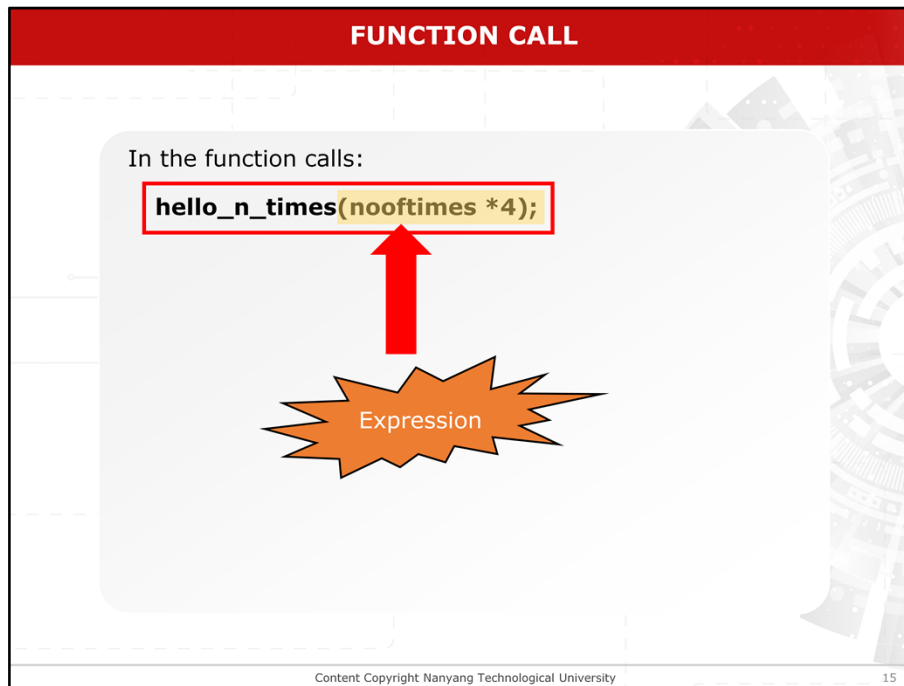 FUNCTION CALL
In the function calls:
hello_n_times(nooftimes *4);
Expression
Content Copyright Nanyang Technological University
15